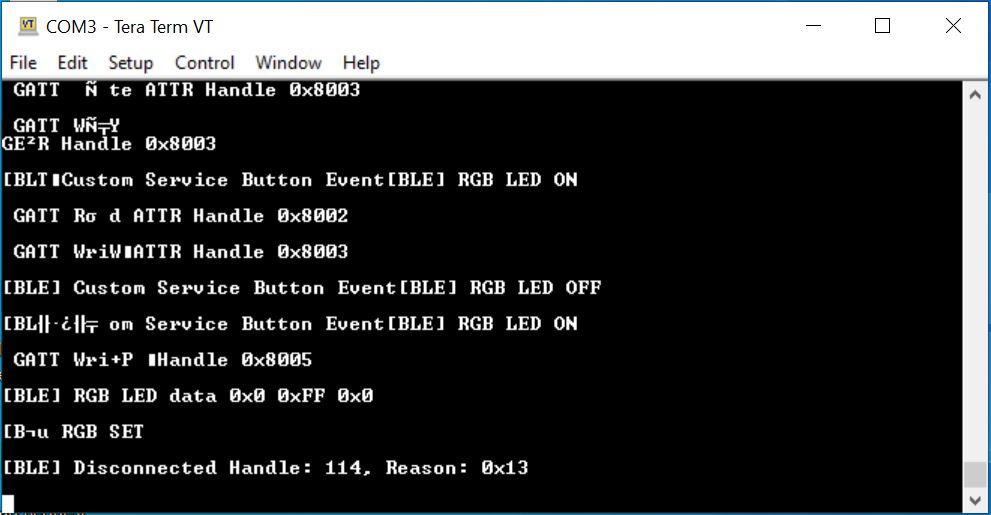 COM3 - Tera Term VT
File Edit Setup Control Window Help
GATT Ñ te ATTR Handle 0x8003
GATT WÑ╤Y
GE²R Handle 0x8003
[BLT▮Custom Service Button Event[BLE] RGB LED ON
GATT Rσ d ATTR Handle 0x8002
GATT WriW▮ATTR Handle 0x8003
[BLE] Custom Service Button Event[BLE] RGB LED OFF
[BL╢·¿╢╤ om Service Button Event[BLE] RGB LED ON
GATT Wri+P ▮Handle 0x8005
[BLE] RGB LED data 0x0 0xFF 0x0
[B¬u RGB SET
[BLE] Disconnected Handle: 114, Reason: 0x13